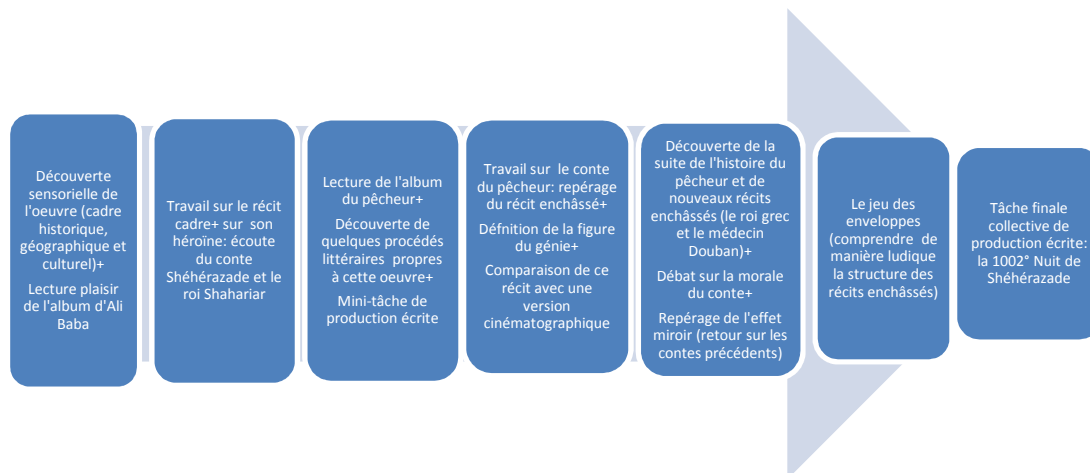 Découverte
sensorielle de
l'oeuvre (cadre
historique,
géographique et
culturel)+
Lecture plaisir
de l'album d'Ali
Baba
Travail sur le récit
cadre+ sur son
héroïne: écoute
du conte
Shéhérazade et le
roi Shahariar
Lecture de l'album
du pêcheur+
Découverte de
quelques procédés
littéraires propres
à cette oeuvre+
Mini-tâche de
production écrite
Travail sur le conte
du pêcheur: repérage
du récit enchâssé+
Défnition de la figure
du génie+
Comparaison de ce
récit avec une
version
cinématographique
Découverte de la
suite de l'histoire du
pêcheur et de
nouveaux récits
enchâssés (le roi grec
et le médecin
Douban)+
Débat sur la morale
du conte+
Repérage de l'effet
miroir (retour sur les
contes précédents)
Le jeu des
enveloppes
(comprendre de
manière ludique
la structure des
récits enchâssés)
Tâche finale
collective de
production écrite:
la 1002° Nuit de
Shéhérazade